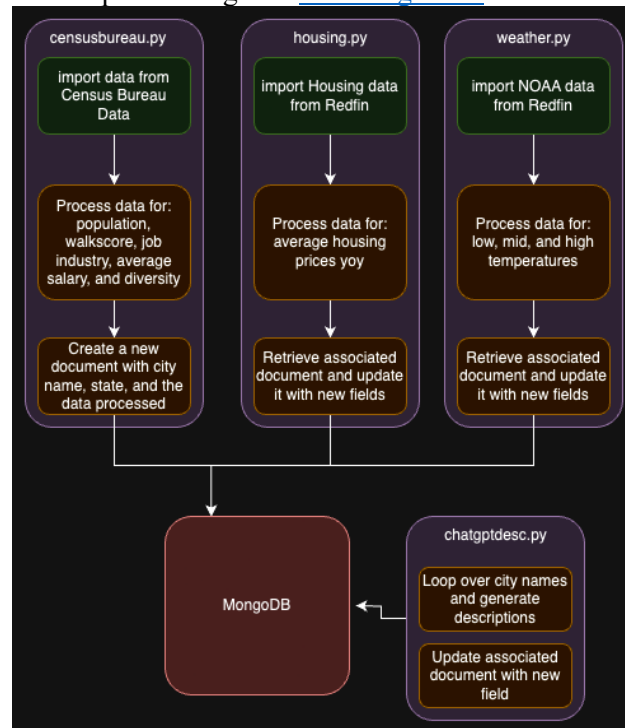 censusbureau.py
import data from
Census Bureau
Data
Process data for:
population,
walkscore, job
industry, average
salary, and diversity
Create a new
document with city
name, state, and the
data processed
housing.py
import Housing data
from Redfin
Process data for:
average housing
prices yoy
Retrieve associated
document and update
it with new fields
weather.py
import NOAA data
from Redfin
Process data for:
low, mid, and high
temperatures
Retrieve associated
document and update
it with new fields
MongoDB
chatgptdesc.py
Loop over city names
and generate
descriptions
Update associated
document with new
field